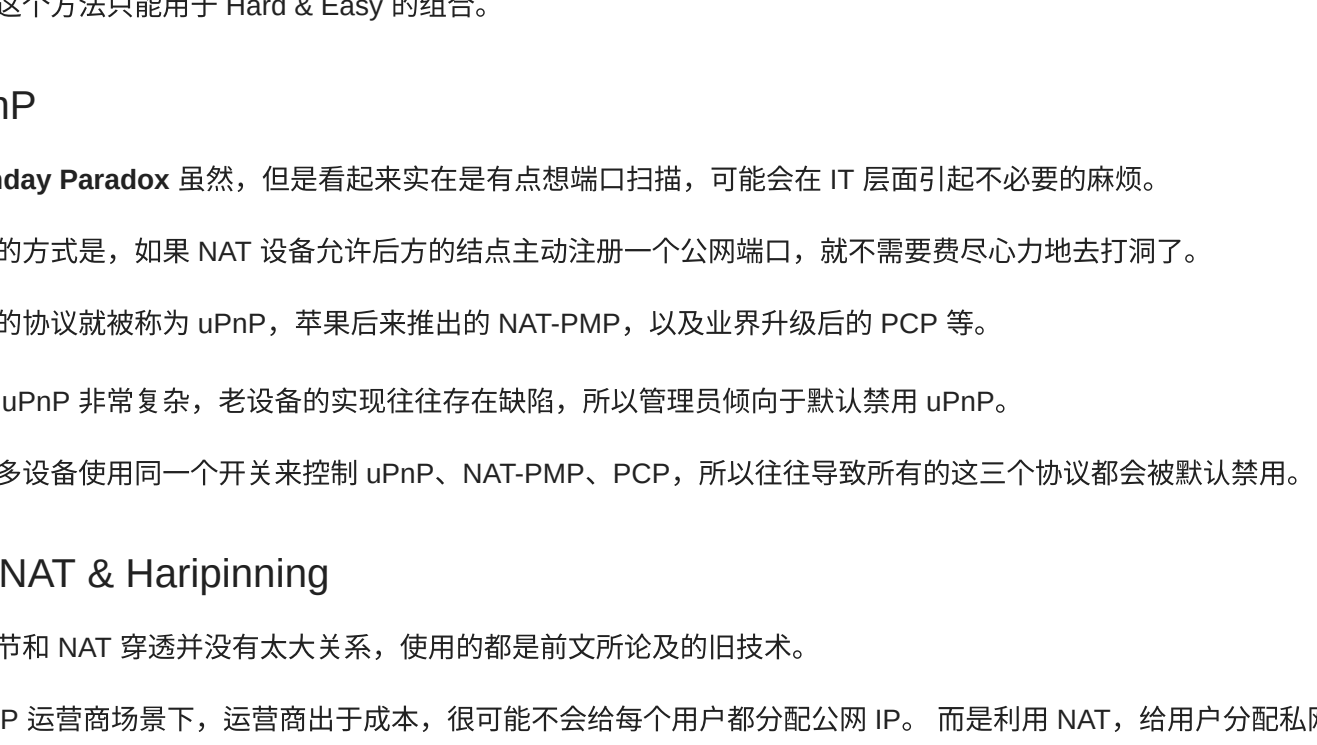 这个方法只能用于 Hard & Easy 的组合。
nP
day Paradox 虽然，但是看起来实在是有点想端口扫描，可能会在 IT 层面引起不必要的麻烦。
的方式是，如果 NAT 设备允许后方的结点主动注册一个公网端口，就不需要费尽心力地去打洞了。
的协议就被称为 uPnP，苹果后来推出的 NAT-PMP，以及业界升级后的 PCP 等。
uPnP 非常复杂，老设备的实现往往存在缺陷，所以管理员倾向于默认禁用 uPnP。
多设备使用同一个开关来控制 uPnP、NAT-PMP、PCP，所以往往导致所有的这三个协议都会被默认禁用。
NAT & Haripinning
节和 NAT 穿透并没有太大关系，使用的都是前文所论及的旧技术。
P 运营商场景下，运营商出于成本，很可能不会给每个用户都分配公网 IP。 而是利用 NAT，给用户分配私网